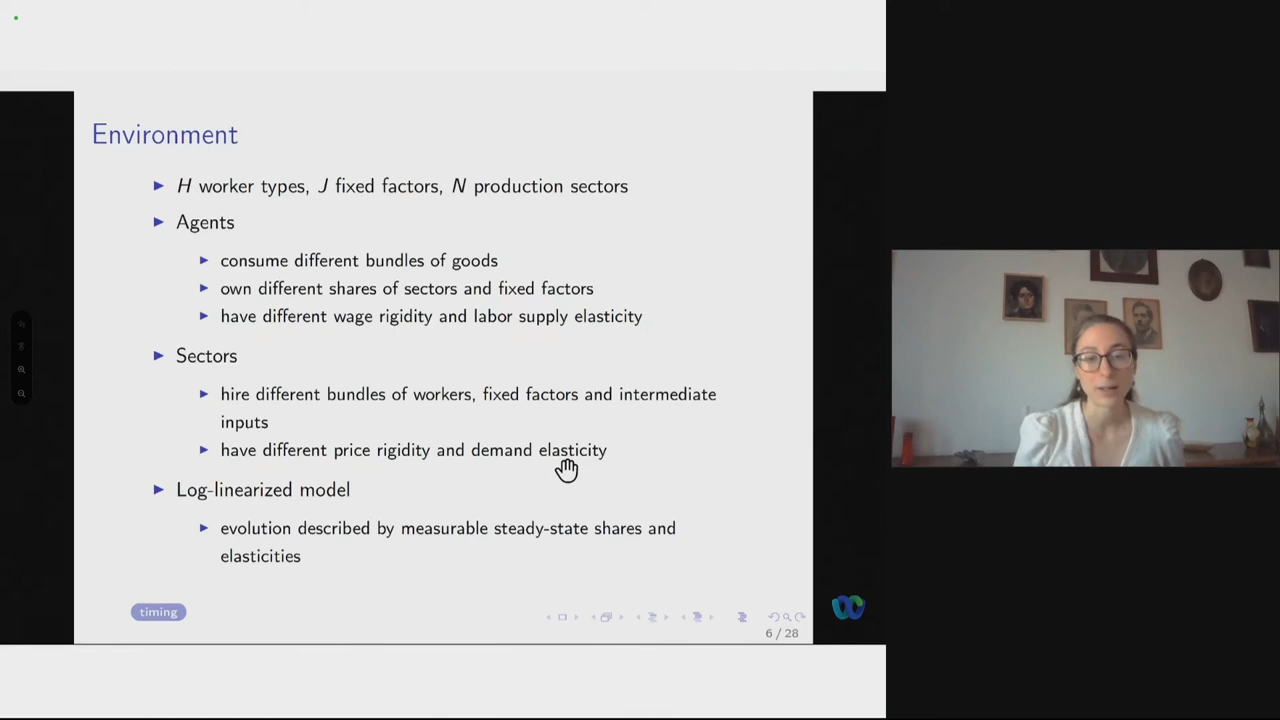 Environment
H worker types, J fixed factors, N production sectors
Agents
consume different bundles of goods
own different shares of sectors and fixed factors
have different wage rigidity and labor supply elasticity
Sectors
hire different bundles of workers, fixed factors and intermediate
inputs
have different price rigidity and demand elasticity
Log-linearized model
evolution described by measurable steady-state shares and
elasticities
timing
6 / 28